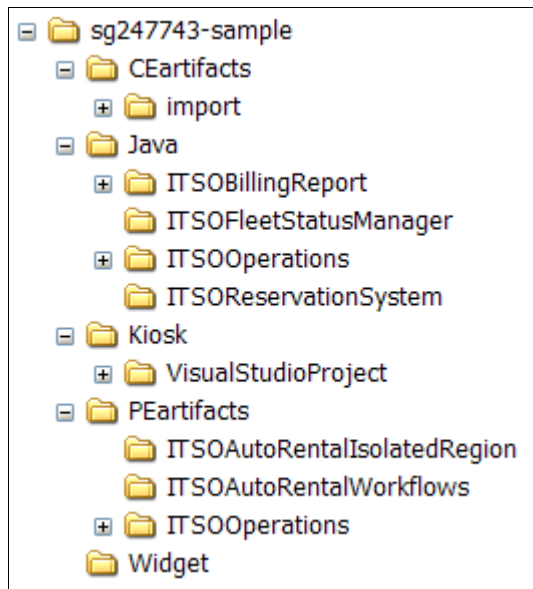 sg247743-sample
CEartifacts
import
Java
ITSOBillingReport
ITSOFleetStatusManager
ITSOOperations
ITSOReservationSystem
Kiosk
VisualStudioProject
PEartifacts
ITSOAutoRentalIsolatedRegion
ITSOAutoRentalWorkflows
ITSOOperations
Widget